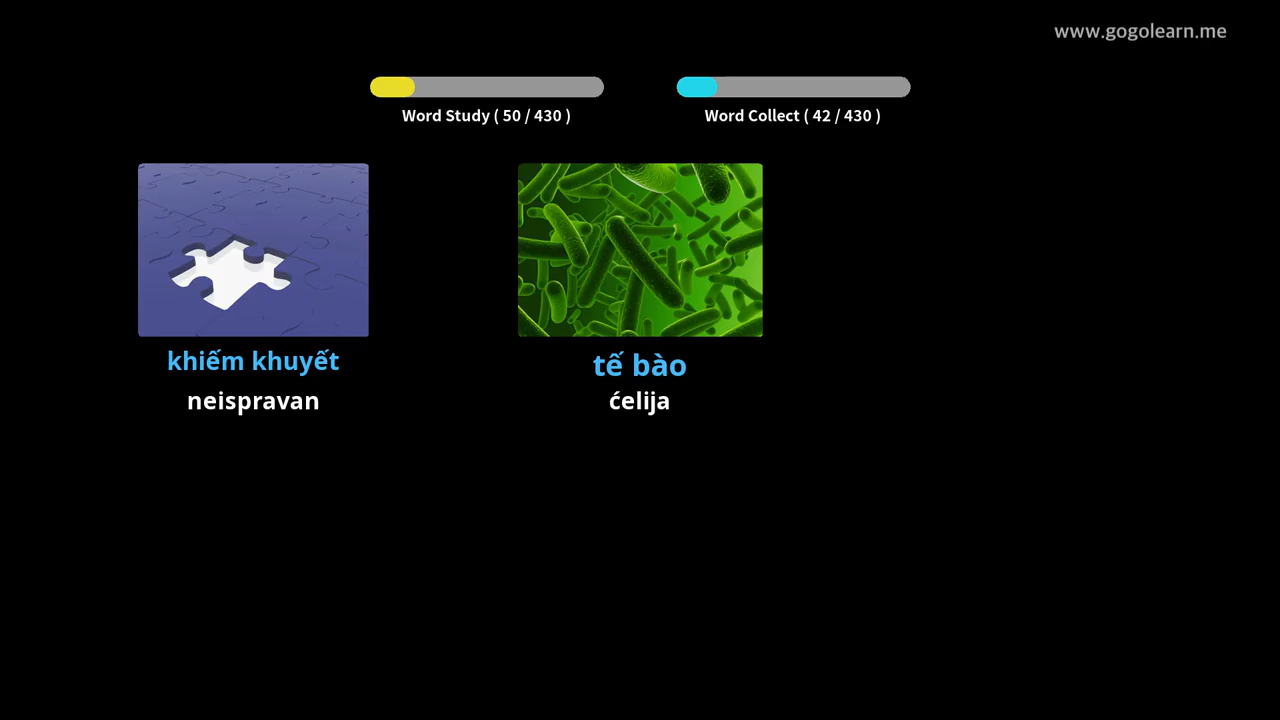 www.gogolearn.me
Word Study ( 50 / 430 )
Word Collect ( 42 / 430 )
khiếm khuyết
neispravan
tế bào
ćelija